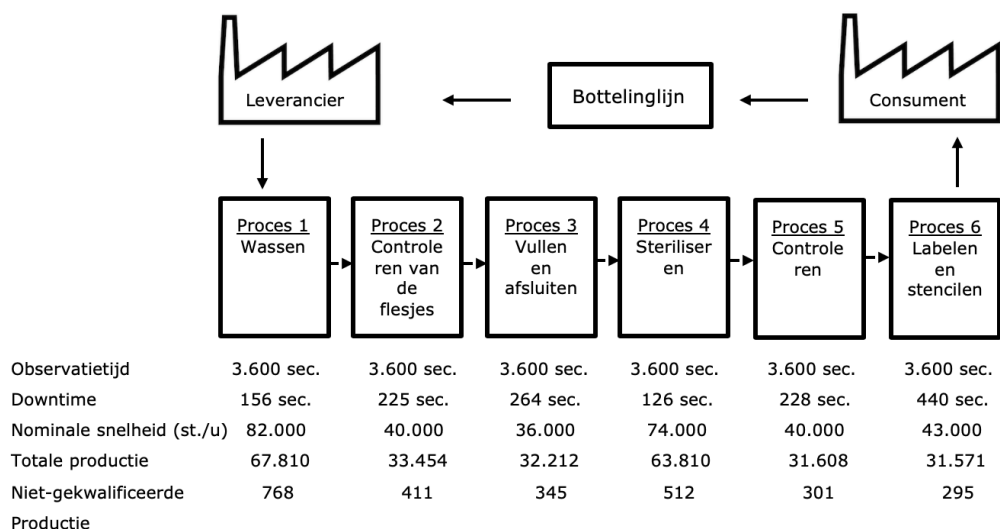 Leverancier
Bottelinglijn
Consument
Proces 1
Wassen
Proces 2
Controle
ren van
de
flesjes
Proces 3
Vullen
en
afsluiten
Proces 4
Steriliser
en
Proces 5
Controle
ren
Proces 6
Labelen
en
stencilen
Observatietijd 3.600 sec. 3.600 sec. 3.600 sec. 3.600 sec. 3.600 sec. 3.600 sec.
Downtime 156 sec. 225 sec. 264 sec. 126 sec. 228 sec. 440 sec.
Nominale snelheid (st./u) 82.000 40.000 36.000 74.000 40.000 43.000
Totale productie 67.810 33.454 32.212 63.810 31.608 31.571
Niet-gekwalificeerde 768 411 345 512 301 295
Productie